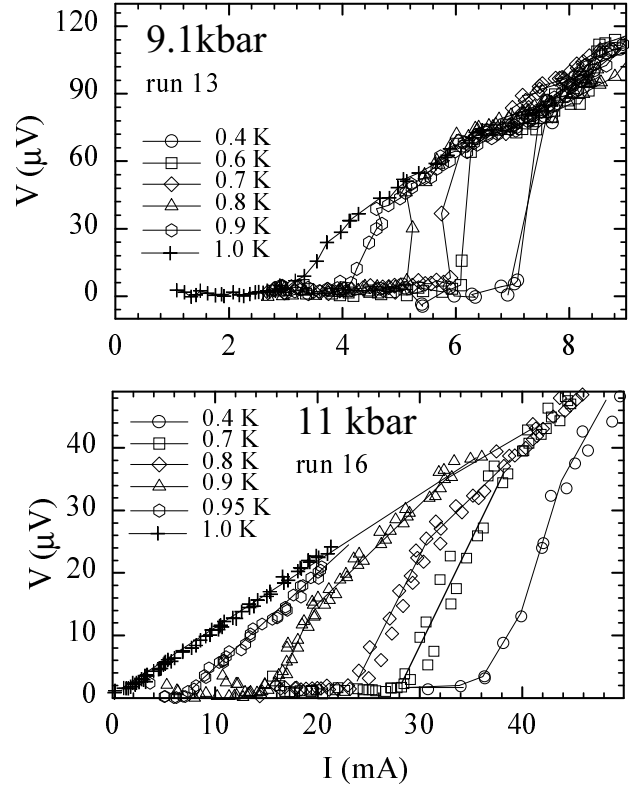 120
90
60
30
0
V (μV)
9.1kbar
run 13
0.4 K
0.6 K
0.7 K
0.8 K
0.9 K
1.0 K
0 2 4 6 8
40
30
20
10
0
V (μV)
11 kbar
run 16
0.4 K
0.7 K
0.8 K
0.9 K
0.95 K
1.0 K
0 10 20 30 40
I (mA)